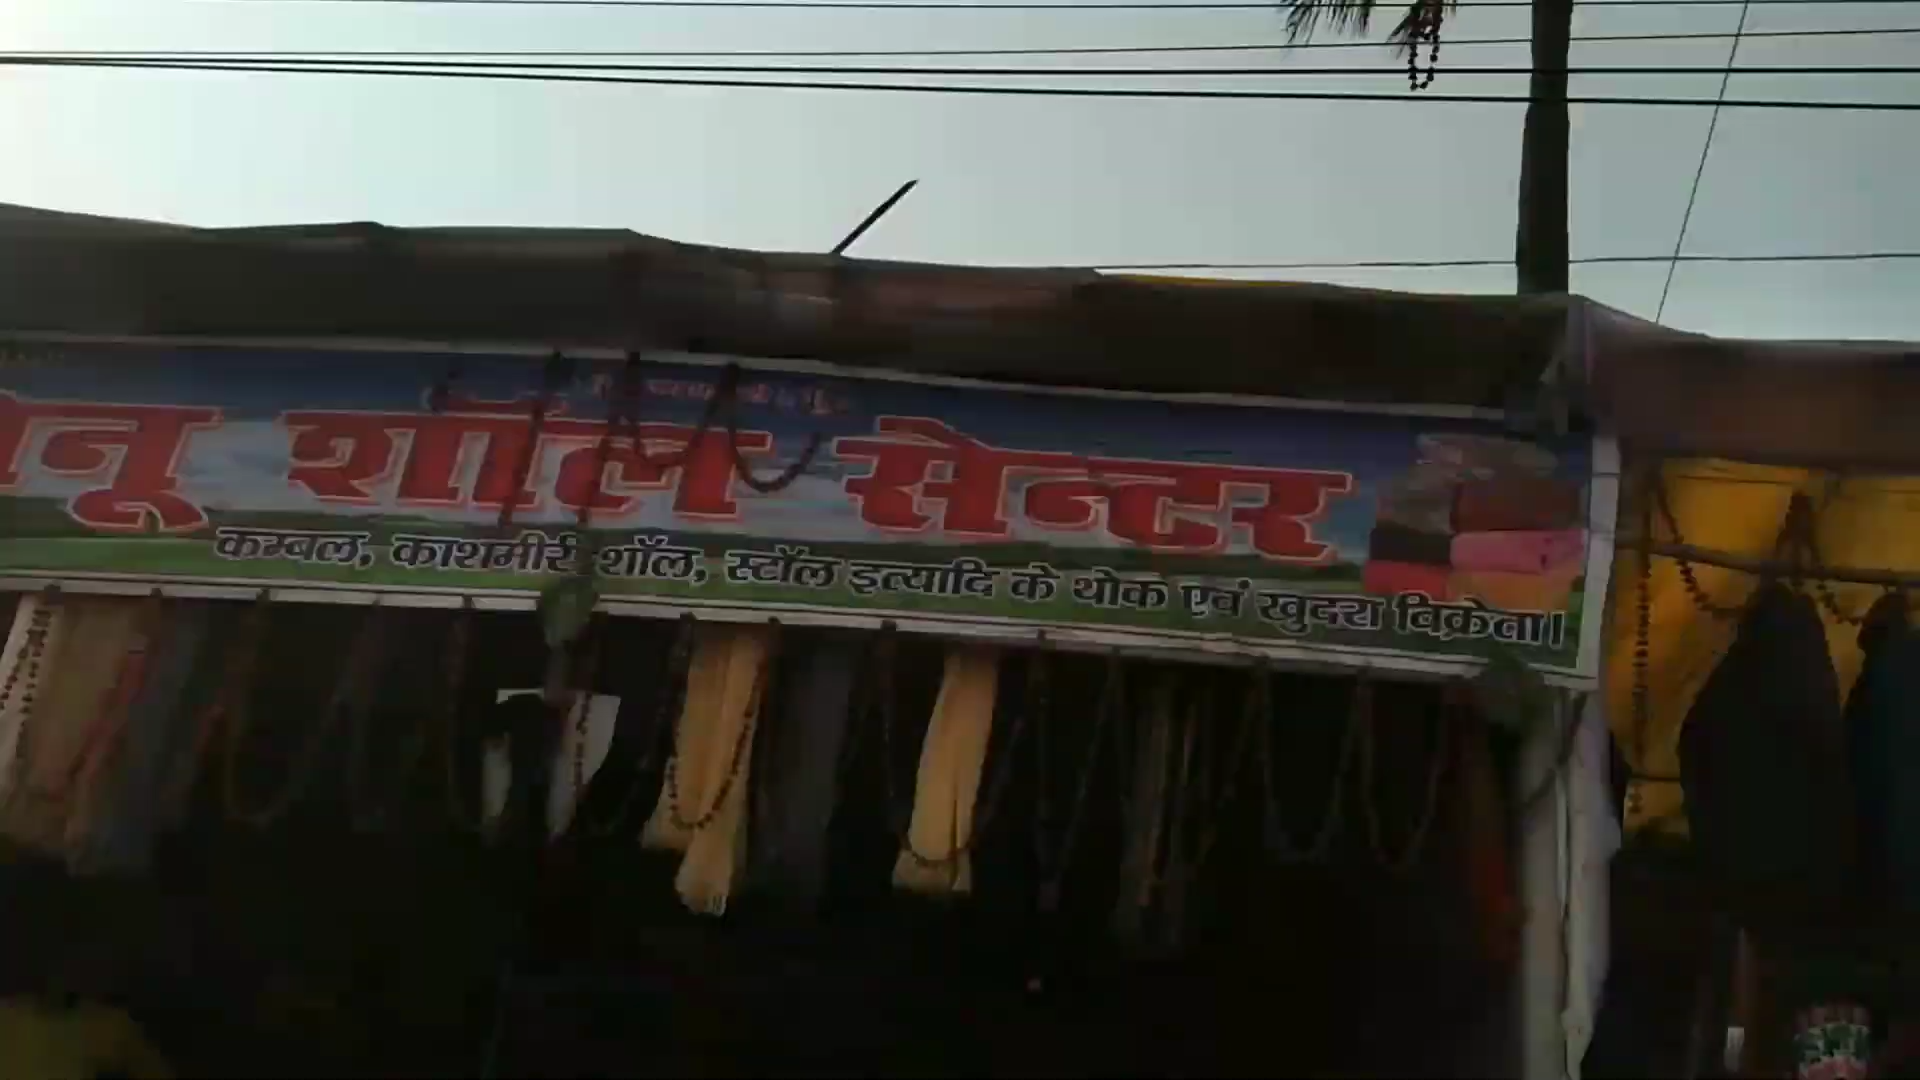 शॉल सेन्टर
कम्बल, काशमीरी शॉल, स्टॉल इत्यादि के थोक एवं खुदरा विक्रेता।